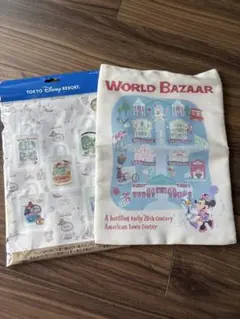 TOKYO Disney RESORT
WORLD BAZAAR
A bustling early 20th Century
American Town Center